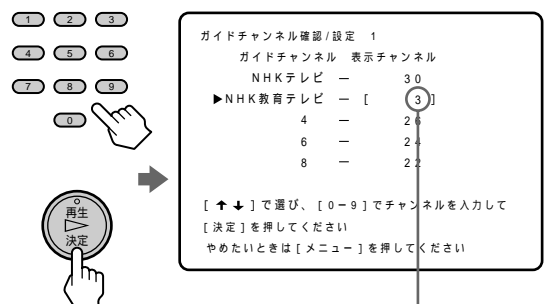 1 2 3
4 5 6
7 8 9
0
再生
決定
ガイドチャンネル確認/設定 1
ガイドチャンネル 表示チャンネル
NHKテレビ － 30
▶NHK教育テレビ － [ 3 ]
4 － 26
6 － 24
8 － 22
[ ↑ ↓ ] で選び、 [ 0－9 ] でチャンネルを入力して
[ 決定 ] を押してください
やめたいときは [ メニュー ] を押してください